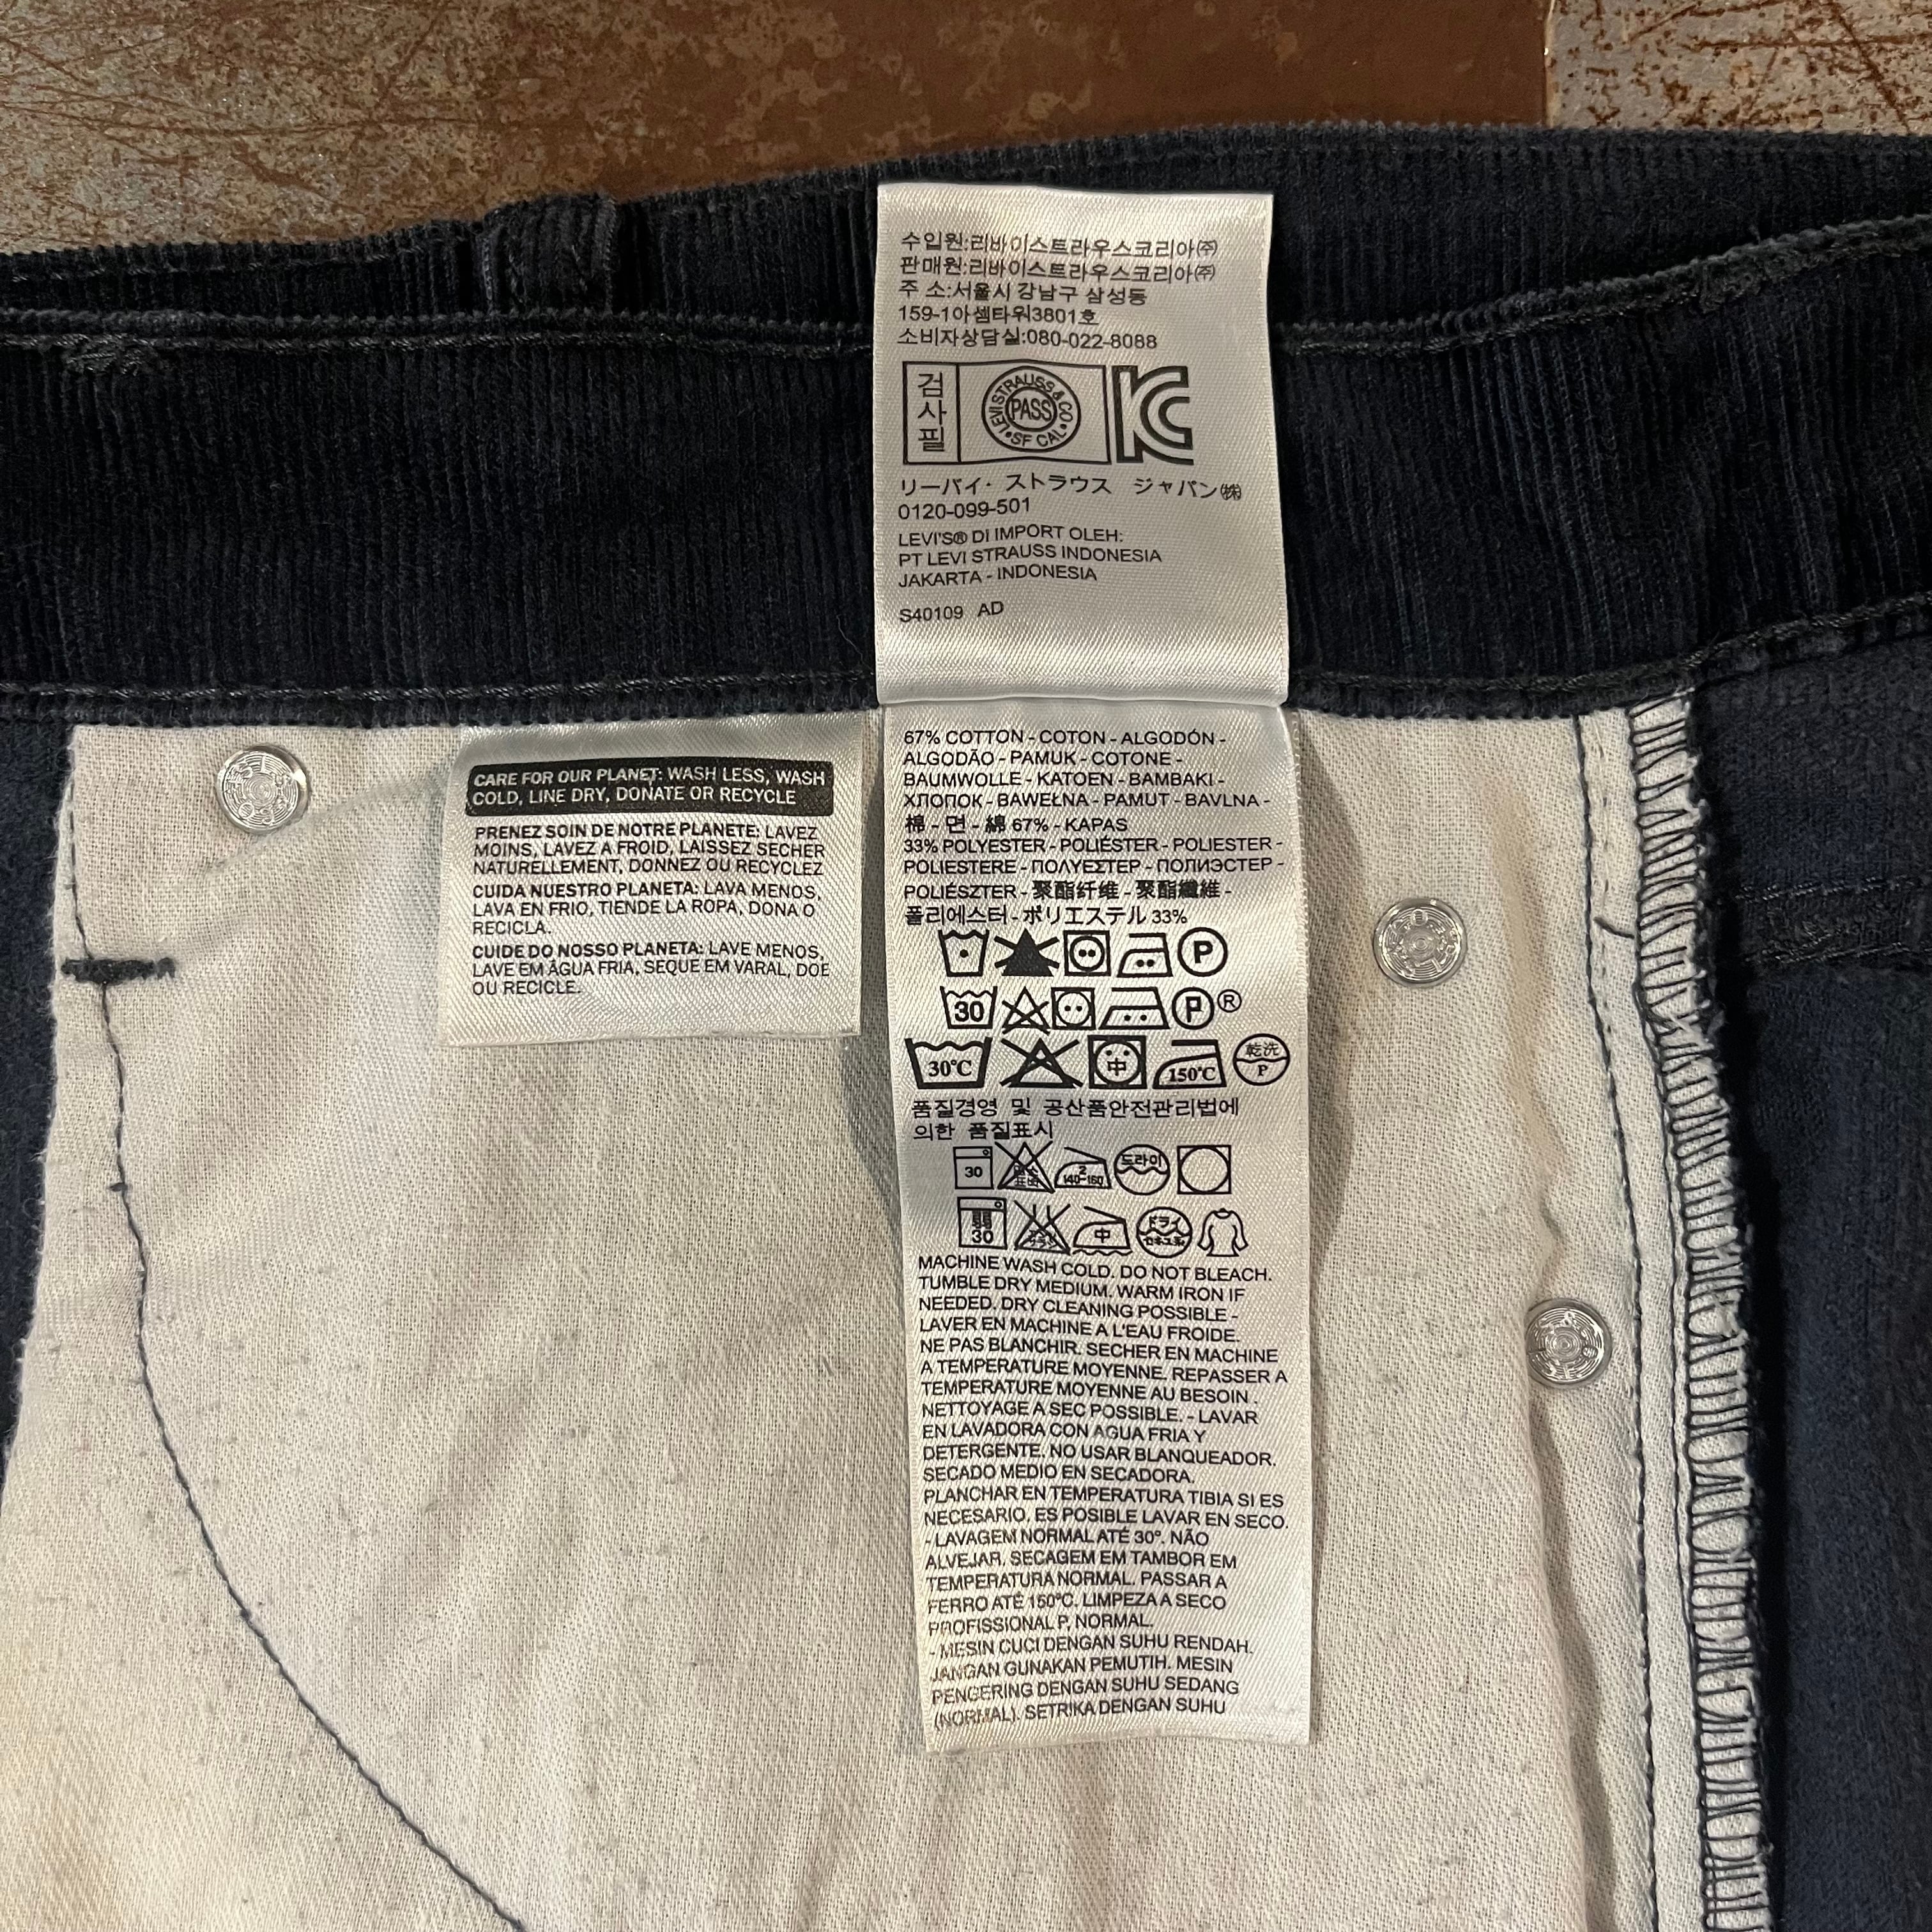 수입원:리바이스트라우스코리아㈜
판매원:리바이스트라우스코리아㈜
주 소:서울시 강남구 삼성동
159-1아셈타워3801호
소비자상담실:080-022-8088
검사필
LEVI STRAUSS & CO
PASS
SF CAL
リーバイ・ストラウス ジャパン㈱
0120-099-501
LEVI'S® DI IMPORT OLEH:
PT LEVI STRAUSS INDONESIA
JAKARTA - INDONESIA
S40109 AD
CARE FOR OUR PLANET: WASH LESS, WASH
COLD, LINE DRY, DONATE OR RECYCLE
PRENEZ SOIN DE NOTRE PLANETE: LAVEZ
MOINS, LAVEZ A FROID, LAISSEZ SECHER
NATURELLEMENT, DONNEZ OU RECYCLEZ
CUIDA NUESTRO PLANETA: LAVA MENOS,
LAVA EN FRIO, TIENDE LA ROPA, DONA O
RECICLA.
CUIDE DO NOSSO PLANETA: LAVE MENOS,
LAVE EM ÁGUA FRIA, SEQUE EM VARAL, DOE
OU RECICLE.
67% COTTON - COTON - ALGODÓN -
ALGODÃO - PAMUK - COTONE -
BAUMWOLLE - KATOEN - BAMBAKI -
ХЛОПОК - BAWEŁNA - PAMUT - BAVLNA -
棉 - 면 - 綿 67% - KAPAS
33% POLYESTER - POLIÉSTER - POLIESTER -
POLIESTERE - ΠΟΛΥΕΣΤΕΡ - ПОЛИЭСТЕР -
POLIÉSZTER - 聚酯纤维 - 聚酯纖維 -
폴리에스터 - ポリエステル 33%
P
30 P ®
30℃ 中 150℃ 乾洗 P
품질경영 및 공산품안전관리법에
의한 품질표시
30 2 140~160 드라이
30 中 ドライ
MACHINE WASH COLD. DO NOT BLEACH.
TUMBLE DRY MEDIUM. WARM IRON IF
NEEDED. DRY CLEANING POSSIBLE -
LAVER EN MACHINE A L'EAU FROIDE.
NE PAS BLANCHIR. SECHER EN MACHINE
A TEMPERATURE MOYENNE. REPASSER A
TEMPERATURE MOYENNE AU BESOIN .
NETTOYAGE A SEC POSSIBLE. - LAVAR
EN LAVADORA CON AGUA FRIA Y
DETERGENTE. NO USAR BLANQUEADOR.
SECADO MEDIO EN SECADORA.
PLANCHAR EN TEMPERATURA TIBIA SI ES
NECESARIO. ES POSIBLE LAVAR EN SECO.
- LAVAGEM NORMAL ATÉ 30°. NÃO
ALVEJAR. SECAGEM EM TAMBOR EM
TEMPERATURA NORMAL. PASSAR A
FERRO ATÉ 150°C. LIMPEZA A SECO
PROFISSIONAL P, NORMAL.
- MESIN CUCI DENGAN SUHU RENDAH.
JANGAN GUNAKAN PEMUTIH. MESIN
PENGERING DENGAN SUHU SEDANG
(NORMAL). SETRIKA DENGAN SUHU